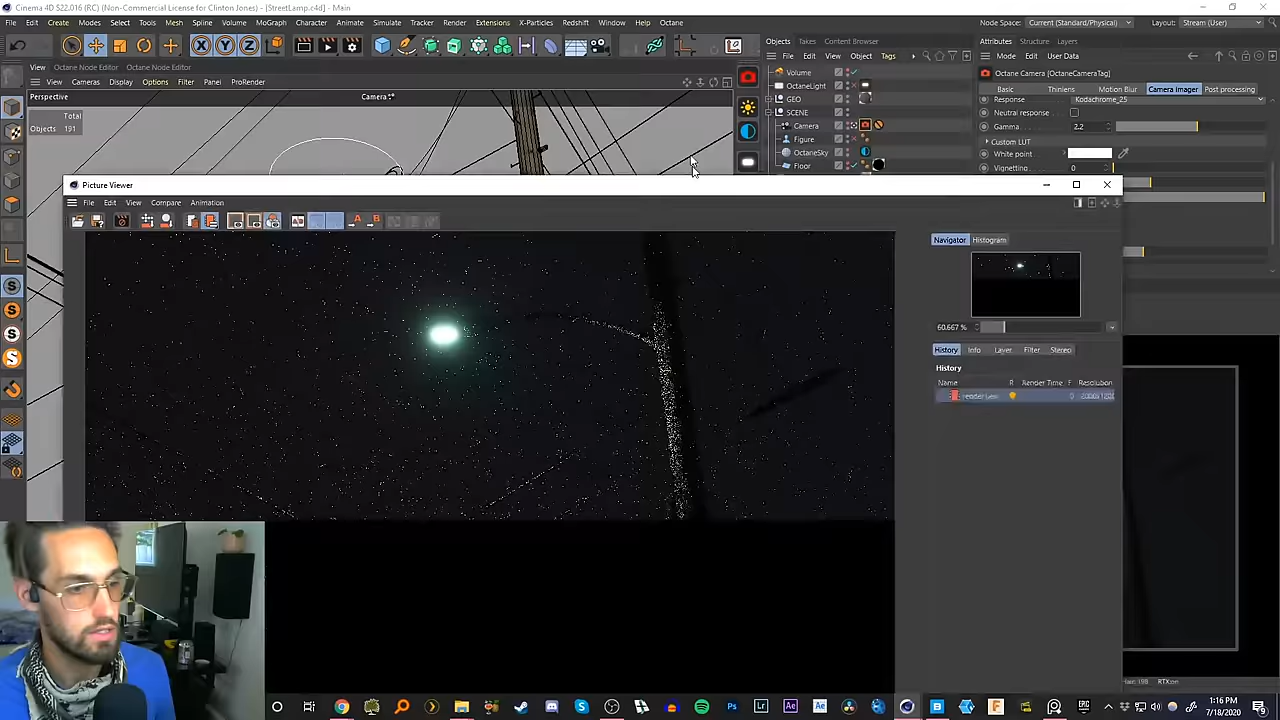 Cinema 4D S22.016 (RC) (Non-Commercial License for Clinton Jones) - [StreetLamp.c4d] - Main
File Edit Create Modes Select Tools Mesh Spline Volume MoGraph Character Animate Simulate Tracker Render Extensions X-Particles Redshift Window Help Octane
Node Space: Current (Standard/Physical) Layout: Stream (User)
X Y Z
Objects Takes Content Browser
Attributes Structure Layers
File Edit View Object Tags
Mode Edit User Data
View Octane Node Editor Octane Node Editor
View Cameras Display Options Filter Panel ProRender
Perspective Camera
Total
Objects 191
Volume
OctaneLight
GEO
SCENE
Camera
Figure
OctaneSky
Floor
Octane Camera [OctaneCameraTag]
Basic Thinlens Motion Blur Camera Imager Post processing
Response Kodachrome_25
Neutral response
Gamma 2.2
Custom LUT
White point
Vignetting 0
Picture Viewer
File Edit View Compare Animation
A B
Navigator Histogram
60.667 %
History Info Layer Filter Stereo
History
Name R Render Time F Resolution
S
S
S
S
RTX:on
Ps Lr Ae Ae B F
1:16 PM
7/18/2020